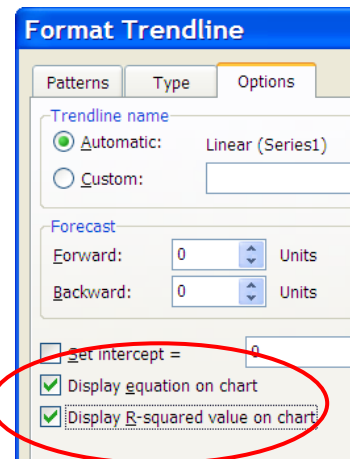 Format Trendline
Patterns Type Options
Trendline name
Automatic: Linear (Series1)
Custom:
Forecast
Forward: 0 Units
Backward: 0 Units
Set intercept = 0
Display equation on chart
Display R-squared value on chart